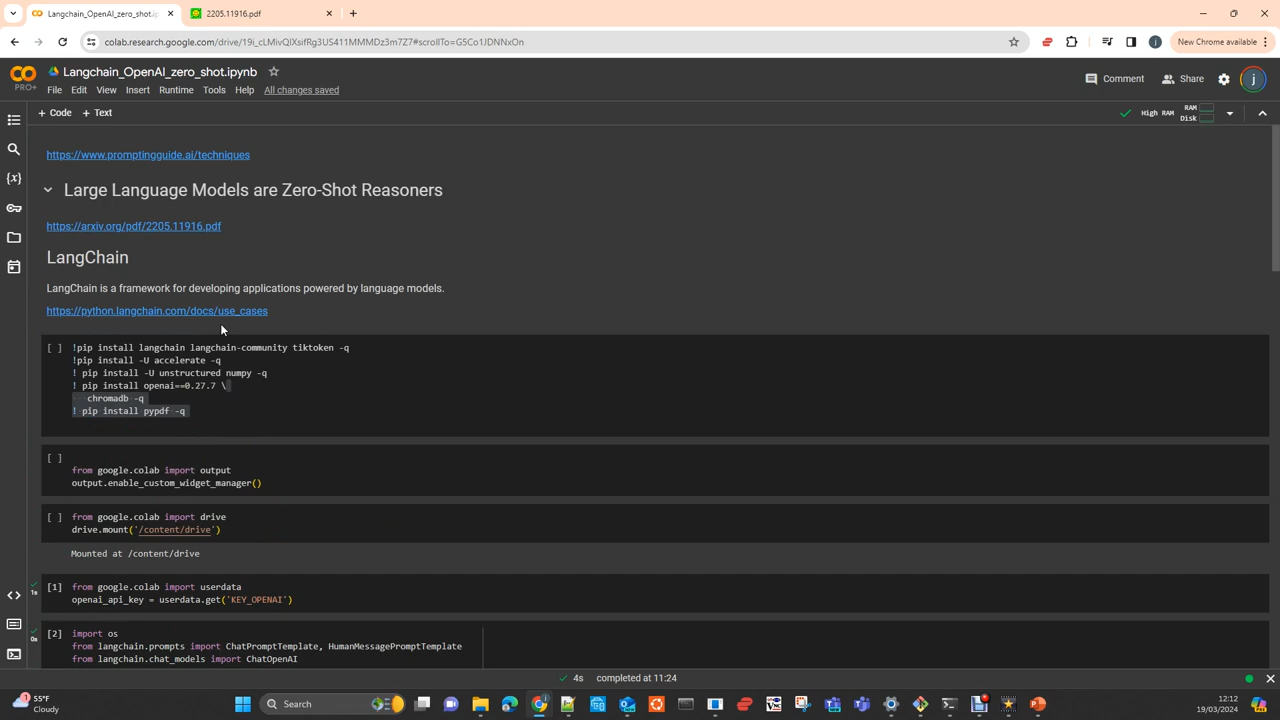 Langchain_OpenAI_zero_shot.ip
2205.11916.pdf
colab.research.google.com/drive/19i_cLMivQIXsifRg3US411MMMDz3m7Z7#scrollTo=G5Co1JDNNxOn
j
New Chrome available
Langchain_OpenAI_zero_shot.ipynb
PRO+
File Edit View Insert Runtime Tools Help All changes saved
Comment
Share
j
+ Code + Text
High RAM
RAM
Disk
https://www.promptingguide.ai/techniques
Large Language Models are Zero-Shot Reasoners
https://arxiv.org/pdf/2205.11916.pdf
LangChain
LangChain is a framework for developing applications powered by language models.
https://python.langchain.com/docs/use_cases
[ ] !pip install langchain langchain-community tiktoken -q
!pip install -U accelerate -q
! pip install -U unstructured numpy -q
! pip install openai==0.27.7 \
chromadb -q
! pip install pypdf -q
[ ]
from google.colab import output
output.enable_custom_widget_manager()
[ ] from google.colab import drive
drive.mount('/content/drive')
Mounted at /content/drive
1s [1] from google.colab import userdata
openai_api_key = userdata.get('KEY_OPENAI')
0s [2] import os
from langchain.prompts import ChatPromptTemplate, HumanMessagePromptTemplate
from langchain.chat_models import ChatOpenAI
4s completed at 11:24
55°F
Cloudy
Search
12:12
19/03/2024